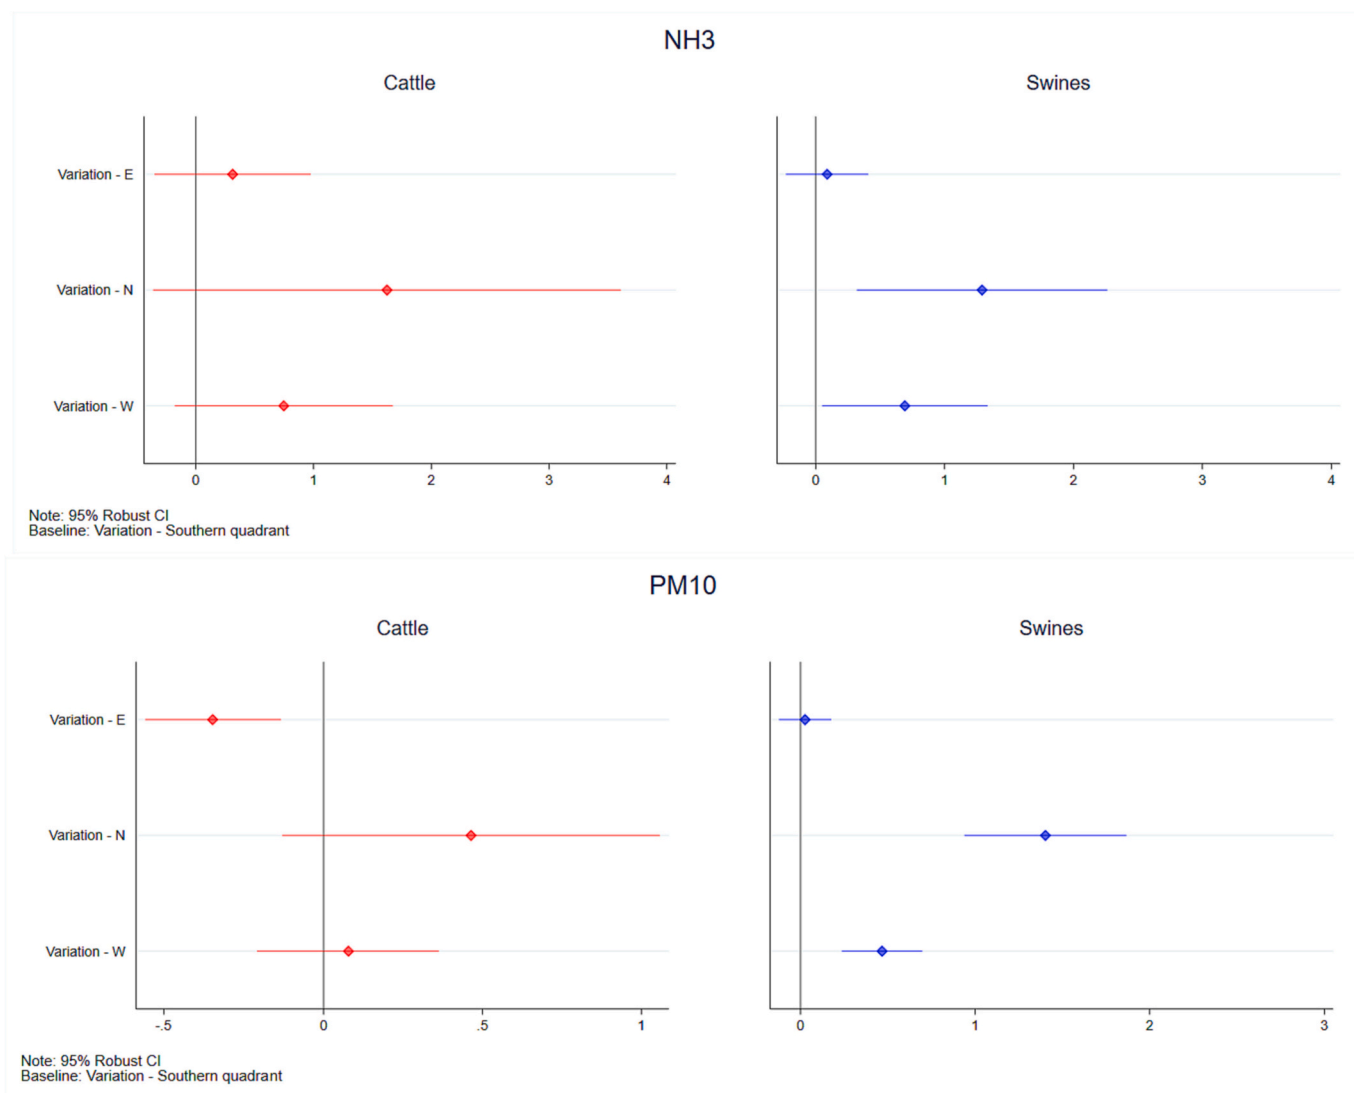 NH3
Cattle
Swines
Variation - E
Variation - N
Variation - W
0 1 2 3 4
0 1 2 3 4
Note: 95% Robust CI
Baseline: Variation - Southern quadrant
PM10
Cattle
Swines
Variation - E
Variation - N
Variation - W
-.5 0 .5 1
0 1 2 3
Note: 95% Robust CI
Baseline: Variation - Southern quadrant